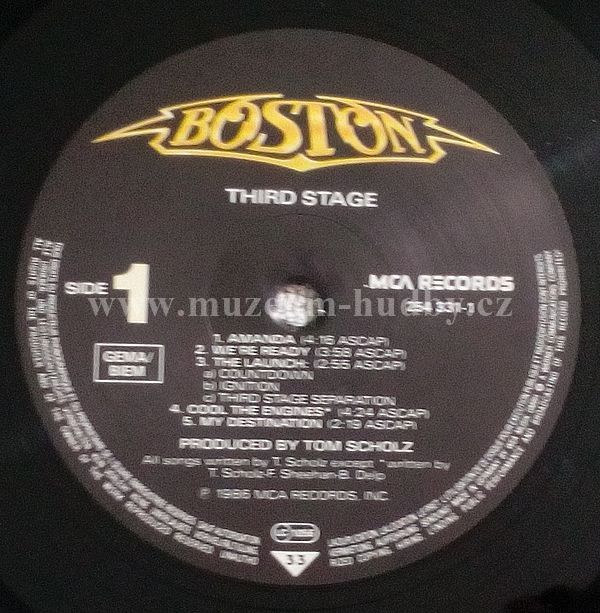 BOSTON
THIRD STAGE
SIDE 1
MCA RECORDS
254 331-1
www.muzeum-hudby.cz
GEMA/
BIEM
1. AMANDA (4:16 ASCAP)
2. WE'RE READY (3:58 ASCAP)
3. THE LAUNCH (2:55 ASCAP)
a) COUNTDOWN
b) IGNITION
c) THIRD STAGE SEPARATION
4. COOL THE ENGINES* (4:24 ASCAP)
5. MY DESTINATION (2:19 ASCAP)
PRODUCED BY TOM SCHOLZ
All songs written by T. Scholz except *written by
T. Scholz-F. Sheehan-B. Delp
℗ 1986 MCA RECORDS, INC.
33